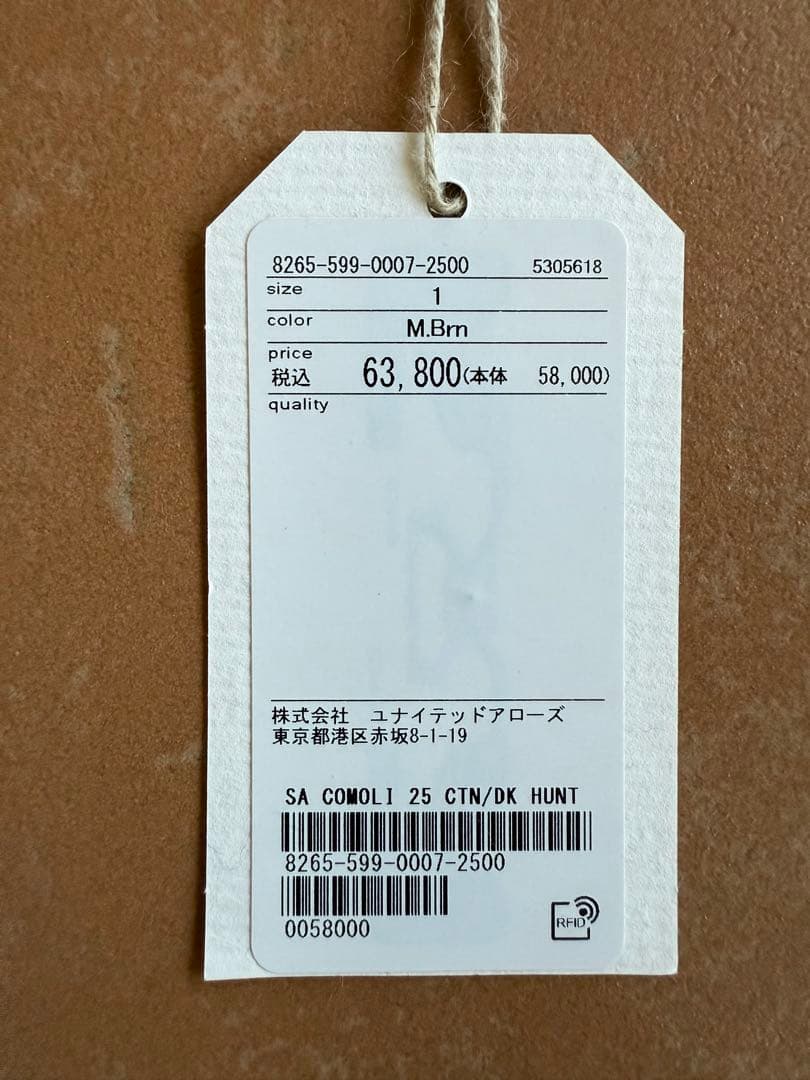 8265-599-0007-2500 5305618
size 1
color M.Brn
price
税込 63,800(本体 58,000)
quality
株式会社 ユナイテッドアローズ
東京都港区赤坂8-1-19
SA COMOLI 25 CTN/DK HUNT
8265-599-0007-2500
0058000
RFID